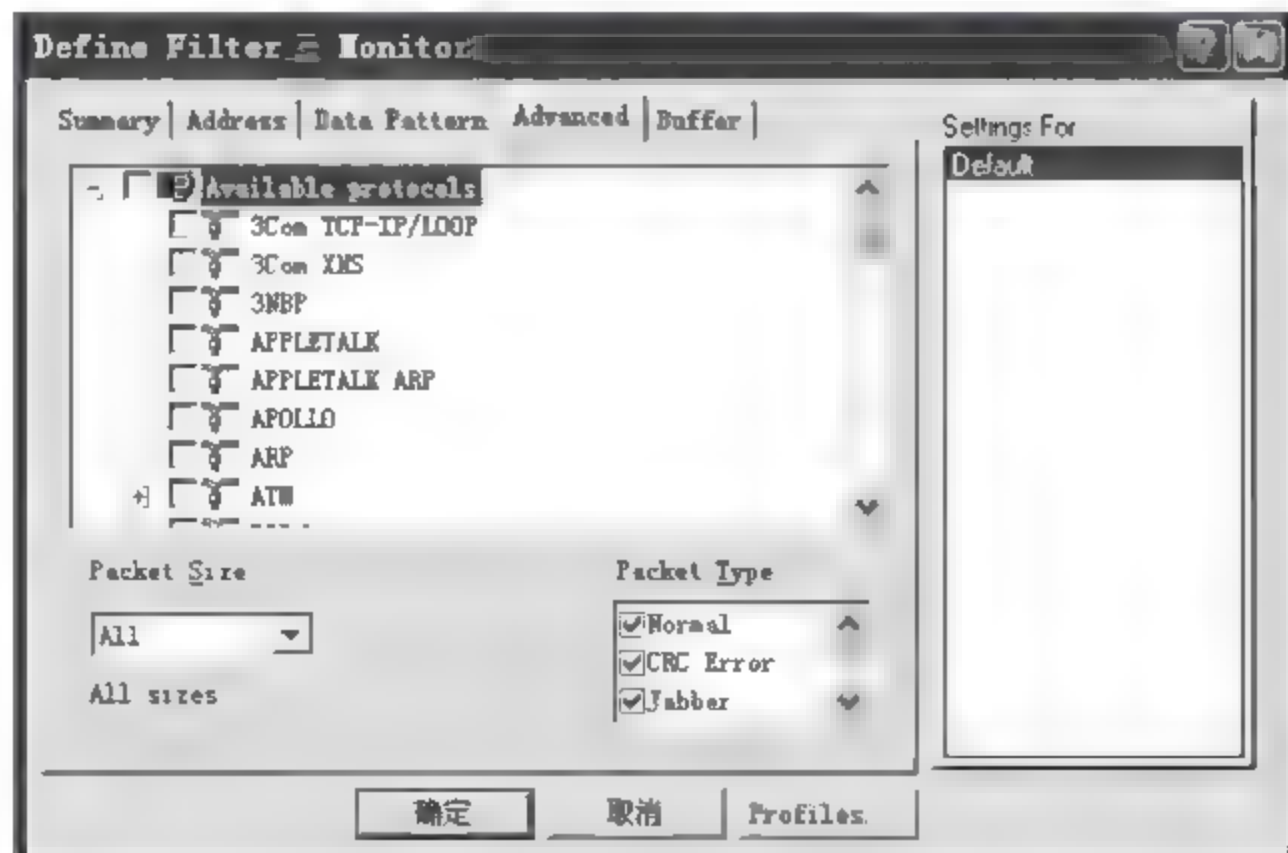 Define Filter - Monitor
Summary Address Data Pattern Advanced Buffer
Settings For
Default
Available protocols
3Com TCP-IP/LOOP
3Com XNS
3NBP
APPLETALK
APPLETALK ARP
APOLLO
ARP
ATM
Packet Size
All
All sizes
Packet Type
Normal
CRC Error
Jabber
确定 取消 Profiles